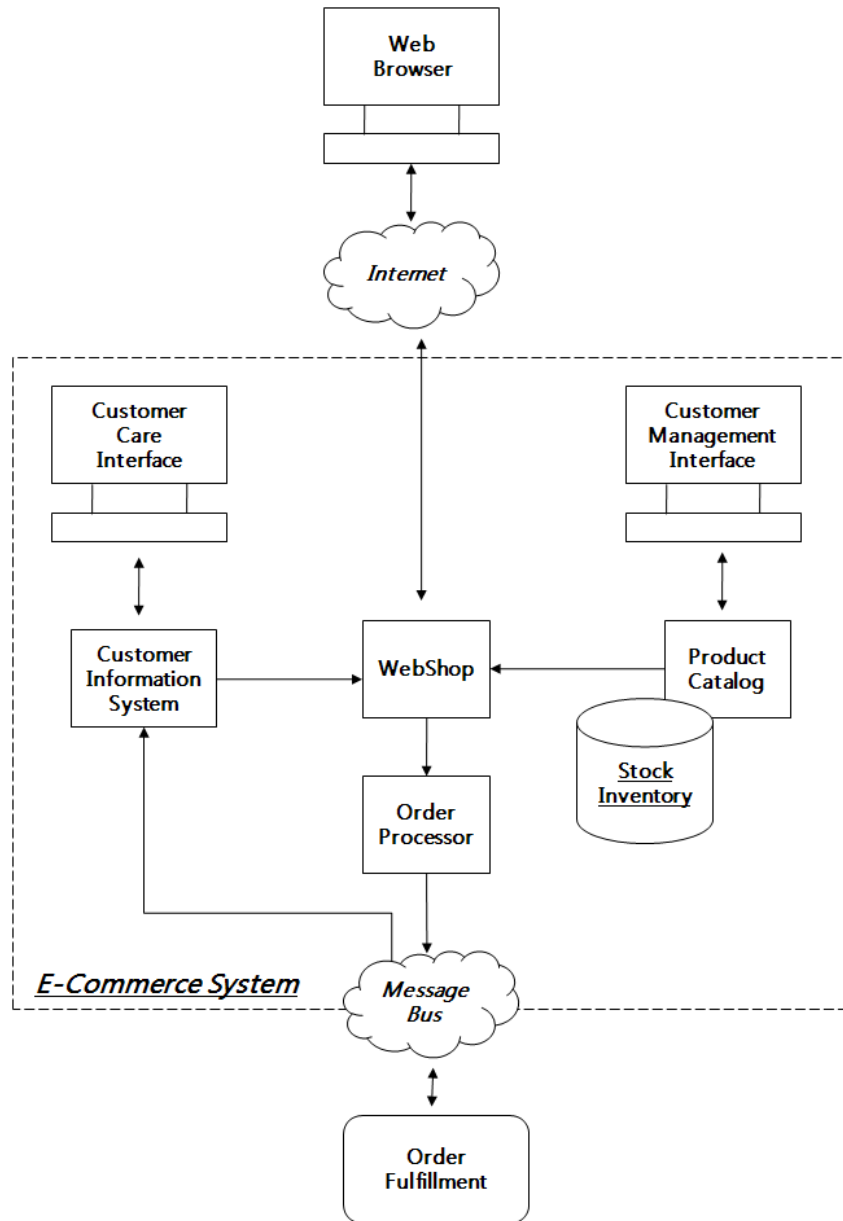 Web
Browser
Internet
Customer
Care
Interface
Customer
Management
Interface
Customer
Information
System
WebShop
Product
Catalog
Stock
Inventory
Order
Processor
E-Commerce System
Message
Bus
Order
Fulfillment